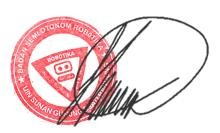 BADAN SEMI OTONOM ROBOTIKA
ROBOTIKA
UIN SUNAN GUNUNG